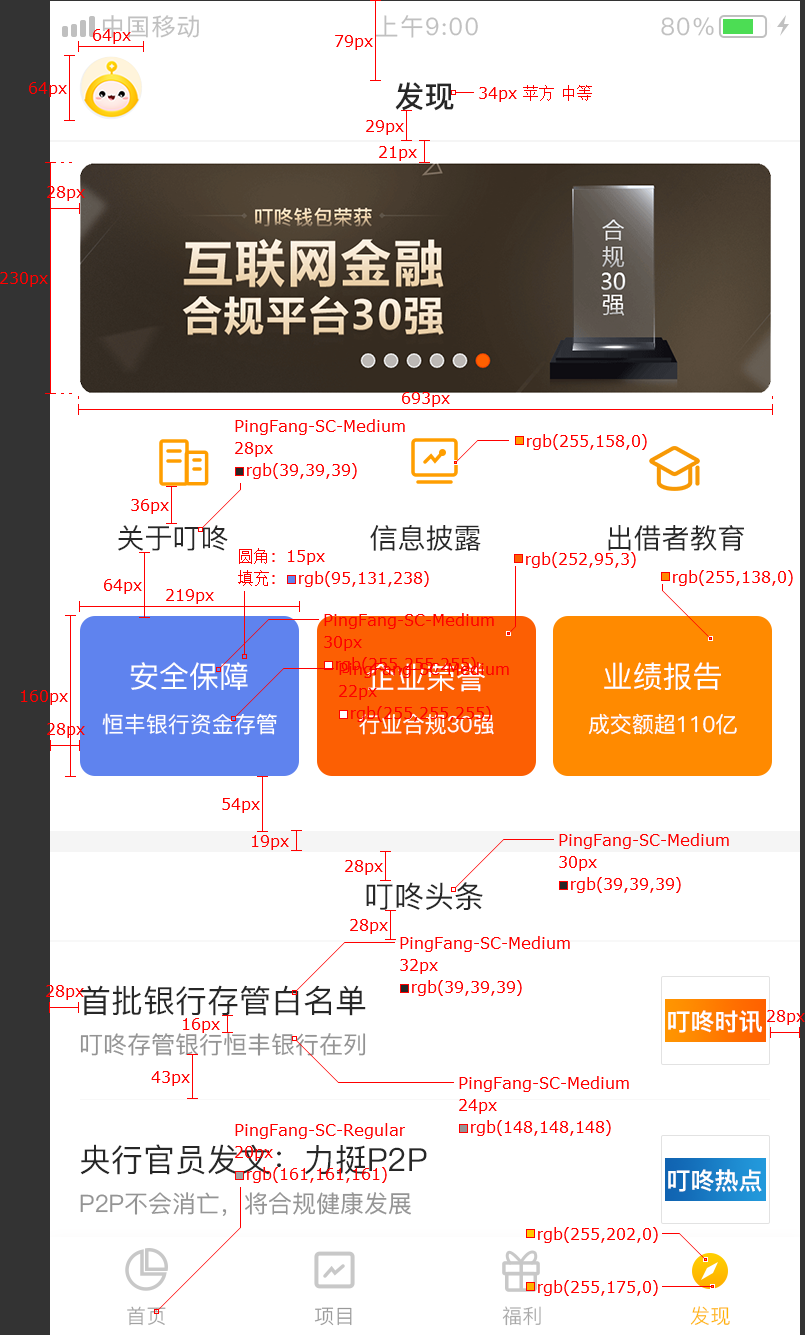 中国移动
上午9:00
80%
64px
79px
64px
发现
34px 苹方 中等
29px
21px
28px
叮咚钱包荣获
互联网金融
合规平台30强
合
规
30
强
230px
693px
PingFang-SC-Medium
28px
rgb(39,39,39)
rgb(255,158,0)
36px
关于叮咚
信息披露
出借者教育
圆角：15px
填充：rgb(95,131,238)
rgb(252,95,3)
rgb(255,138,0)
64px
219px
PingFang-SC-Medium
30px
rgb(255,255,255)
PingFang-SC-Medium
22px
rgb(255,255,255)
安全保障
企业荣誉
业绩报告
160px
恒丰银行资金存管
行业合规30强
成交额超110亿
28px
54px
19px
PingFang-SC-Medium
30px
rgb(39,39,39)
28px
叮咚头条
28px
PingFang-SC-Medium
32px
rgb(39,39,39)
28px
首批银行存管白名单
16px
叮咚存管银行恒丰银行在列
叮咚时讯
28px
43px
PingFang-SC-Medium
24px
rgb(148,148,148)
PingFang-SC-Regular
20px
rgb(161,161,161)
央行官员发文：力挺P2P
P2P不会消亡，将合规健康发展
叮咚热点
rgb(255,202,0)
rgb(255,175,0)
首页
项目
福利
发现